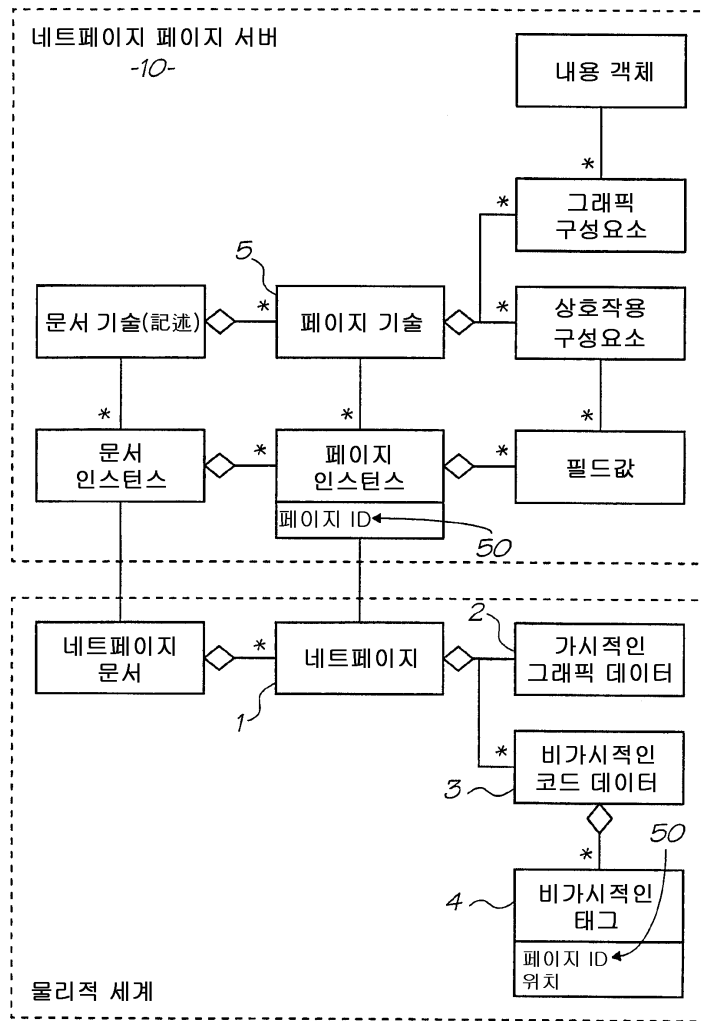 네트페이지 페이지 서버
-10-
내용 객체
*
*
그래픽
구성요소
5
문서 기술(記述)
*
페이지 기술
*
상호작용
구성요소
*
*
*
문서
인스턴스
*
페이지
인스턴스
*
필드값
페이지 ID
50
네트페이지
문서
*
네트페이지
2
가시적인
그래픽 데이터
1
*
비가시적인
코드 데이터
3
*
50
4
비가시적인
태그
페이지 ID
위치
물리적 세계